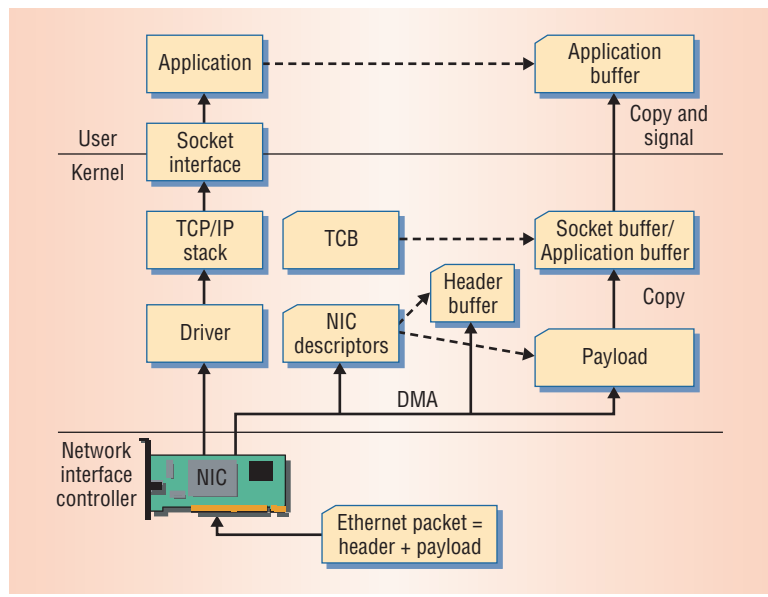 Application
Application
buffer
Copy and
signal
User
Kernel
Socket
interface
TCP/IP
stack
TCB
Socket buffer/
Application buffer
Header
buffer
Copy
Driver
NIC
descriptors
Payload
DMA
Network
interface
controller
NIC
Ethernet packet =
header + payload